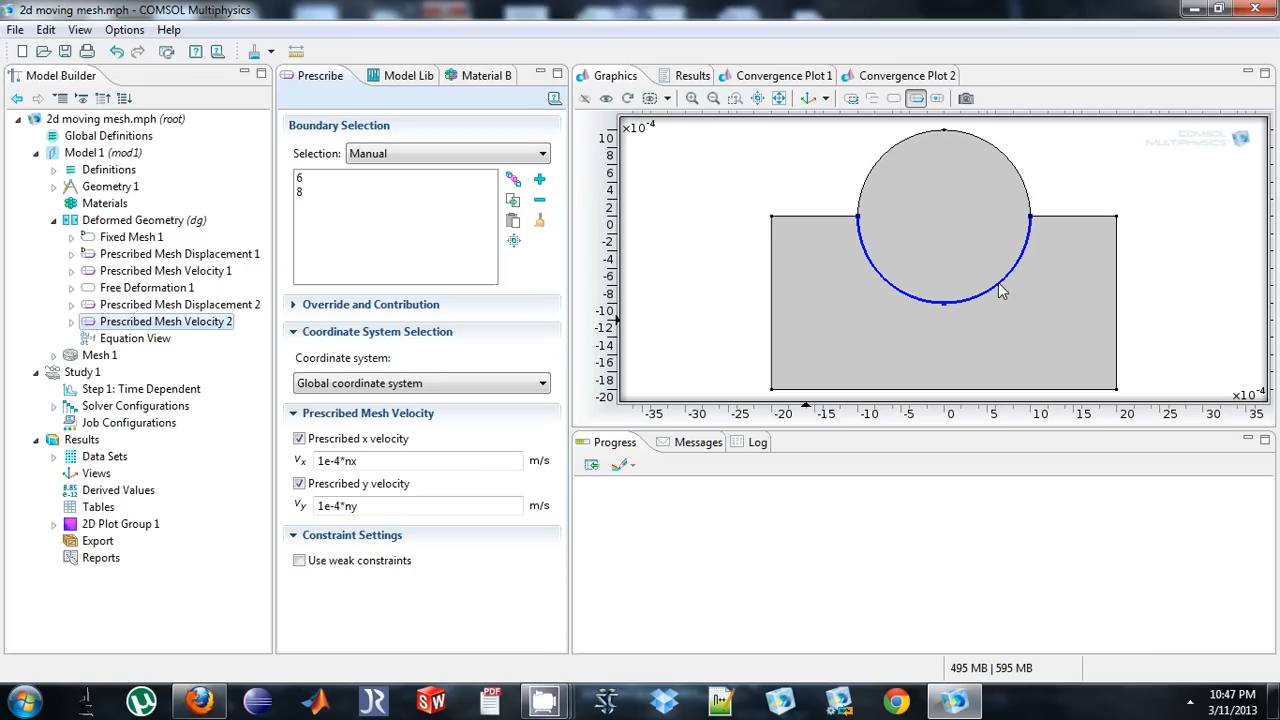 2d moving mesh.mph - COMSOL Multiphysics
File Edit View Options Help
Model Builder
2d moving mesh.mph (root)
Global Definitions
Model 1 (mod1)
Definitions
Geometry 1
Materials
Deformed Geometry (dg)
Fixed Mesh 1
Prescribed Mesh Displacement 1
Prescribed Mesh Velocity 1
Free Deformation 1
Prescribed Mesh Displacement 2
Prescribed Mesh Velocity 2
Equation View
Mesh 1
Study 1
Step 1: Time Dependent
Solver Configurations
Job Configurations
Results
Data Sets
Views
Derived Values
Tables
2D Plot Group 1
Export
Reports
Prescribe Model Lib Material B
Boundary Selection
Selection: Manual
6
8
Override and Contribution
Coordinate System Selection
Coordinate system:
Global coordinate system
Prescribed Mesh Velocity
Prescribed x velocity
Vx 1e-4*nx m/s
Prescribed y velocity
Vy 1e-4*ny m/s
Constraint Settings
Use weak constraints
Graphics Results Convergence Plot 1 Convergence Plot 2
×10⁻⁴
COMSOL
MULTIPHYSICS
10
8
6
4
2
0
-2
-4
-6
-8
-10
-12
-14
-16
-18
-20
×10⁻⁴
-35 -30 -25 -20 -15 -10 -5 0 5 10 15 20 25 30 35
Progress Messages Log
495 MB | 595 MB
PDF
10:47 PM
3/11/2013